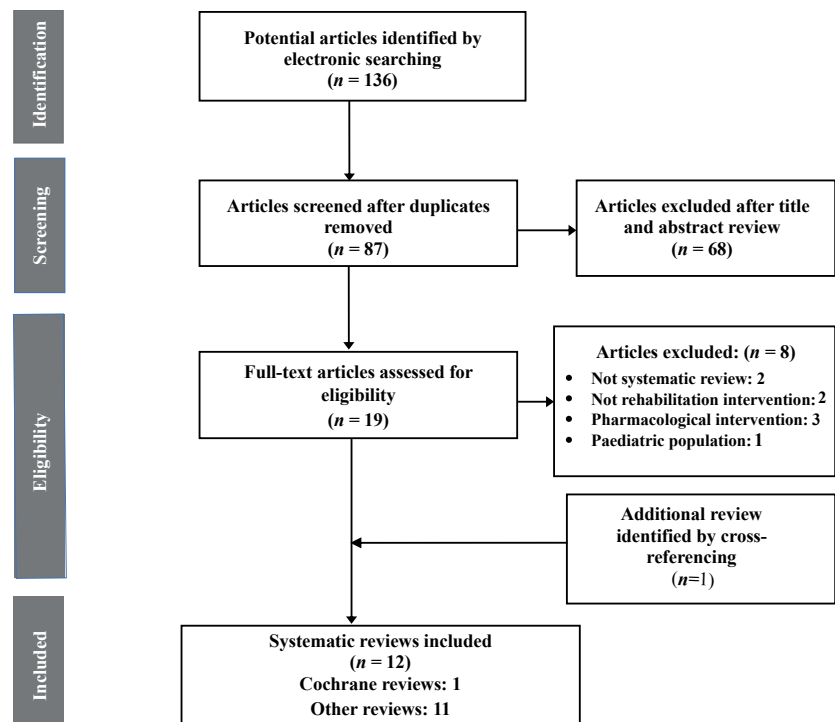 Identification
Potential articles identified by
electronic searching
(n = 136)
Screening
Articles screened after duplicates
removed
(n = 87)
Articles excluded after title
and abstract review
(n = 68)
Eligibility
Full-text articles assessed for
eligibility
(n = 19)
Articles excluded: (n = 8)
• Not systematic review: 2
• Not rehabilitation intervention: 2
• Pharmacological intervention: 3
• Paediatric population: 1
Additional review
identified by cross-
referencing
(n=1)
Included
Systematic reviews included
(n = 12)
Cochrane reviews: 1
Other reviews: 11